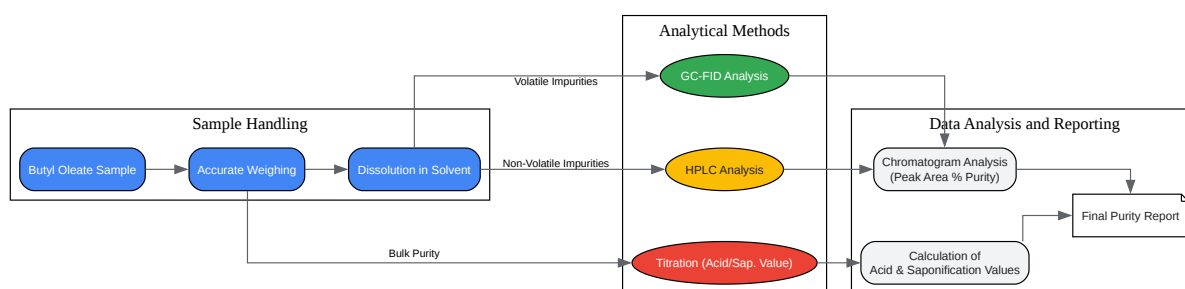 Analytical Methods
GC-FID Analysis
Volatile Impurities
Sample Handling
Data Analysis and Reporting
Butyl Oleate Sample
Accurate Weighing
Dissolution in Solvent
Non-Volatile Impurities
HPLC Analysis
Chromatogram Analysis
(Peak Area % Purity)
Final Purity Report
Bulk Purity
Titration (Acid/Sap. Value)
Calculation of
Acid & Saponification Values